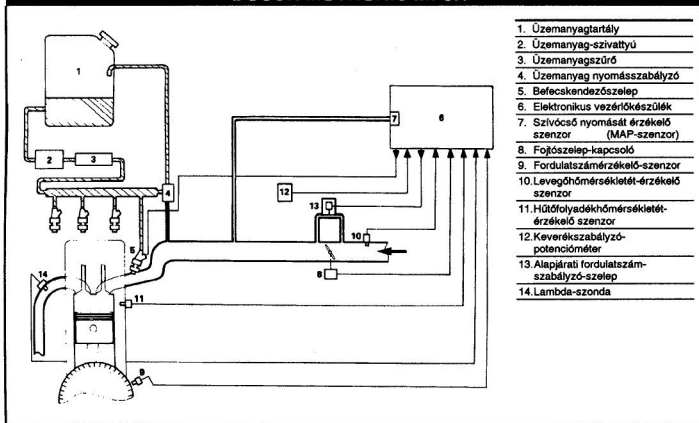 1. Üzemanyagtartály
2. Üzemanyag-szivattyú
3. Üzemanyagszűrő
4. Üzemanyag nyomásszabályzó
5. Befecskendezőszelep
6. Elektronikus vezérlőkészülék
7. Szívócső nyomását érzékelő
szenzor (MAP-szenzor)
8. Fojtószelep-kapcsoló
9. Fordulatszámérzékelő-szenzor
10. Levegőhőmérsékletét-érzékelő
szenzor
11. Hűtőfolyadékhőmérsékletét-
érzékelő szenzor
12. Keverékszabályzó-
potencióméter
13. Alapjárati fordulatszám-
szabályzó-szelep
14. Lambda-szonda
1
2
3
4
5
6
7
8
9
10
11
12
13
14